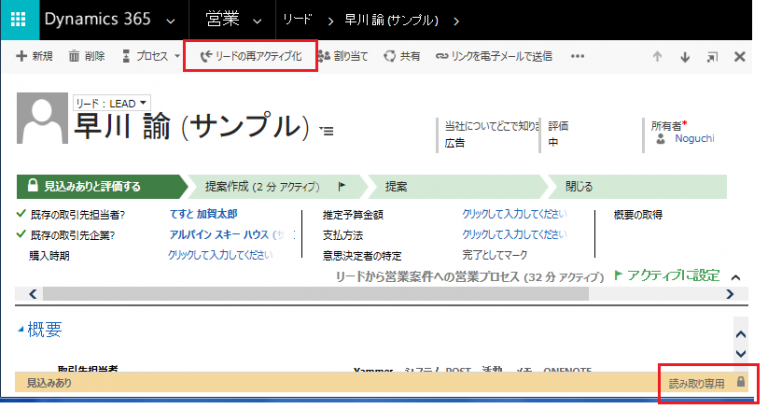 Dynamics 365 営業 リード > 早川 諭 (サンプル) >
新規 削除 プロセス リードの再アクティブ化 割り当て 共有 リンクを電子メールで送信 •••
リード : LEAD
早川 諭 (サンプル)
当社についてどこで知りま 評価 所有者*
広告 中 Noguchi
見込みありと評価する 提案作成 (2 分 アクティブ) 提案 閉じる
既存の取引先担当者? てすと 加賀太郎 推定予算金額 クリックして入力してください 概要の取得
既存の取引先企業? アルパイン スキー ハウス ( 支払方法 クリックして入力してください
購入時期 クリックして入力してください 意思決定者の特定 完了としてマーク
リードから営業案件への営業プロセス (32 分 アクティブ) アクティブに設定
概要
取引先担当者 Yammer システム POST 活動 メモ ONENOTE
見込みあり 読み取り専用